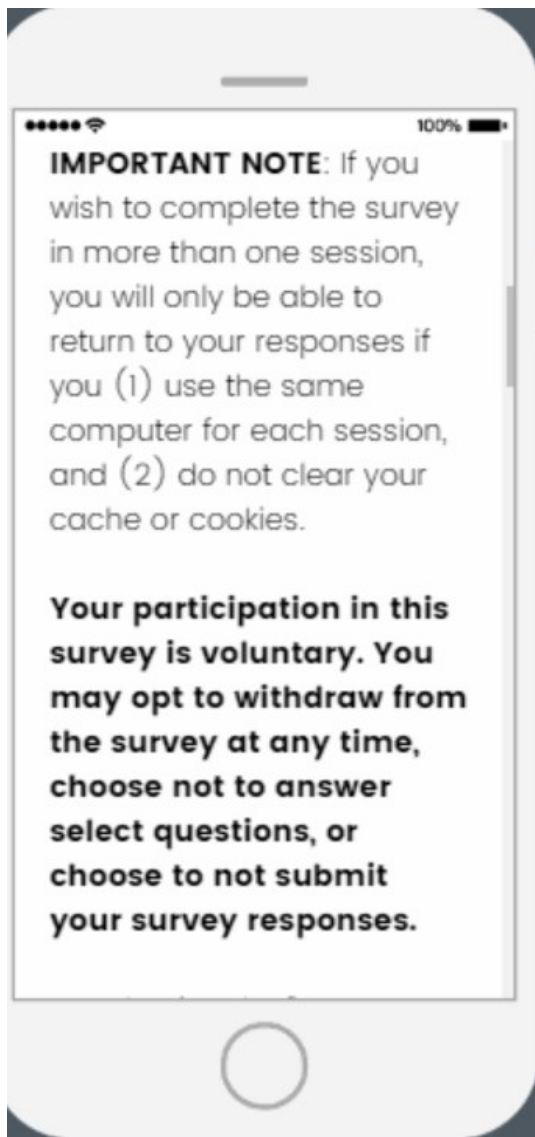 100%
IMPORTANT NOTE: If you
wish to complete the survey
in more than one session,
you will only be able to
return to your responses if
you (1) use the same
computer for each session,
and (2) do not clear your
cache or cookies.
Your participation in this
survey is voluntary. You
may opt to withdraw from
the survey at any time,
choose not to answer
select questions, or
choose to not submit
your survey responses.